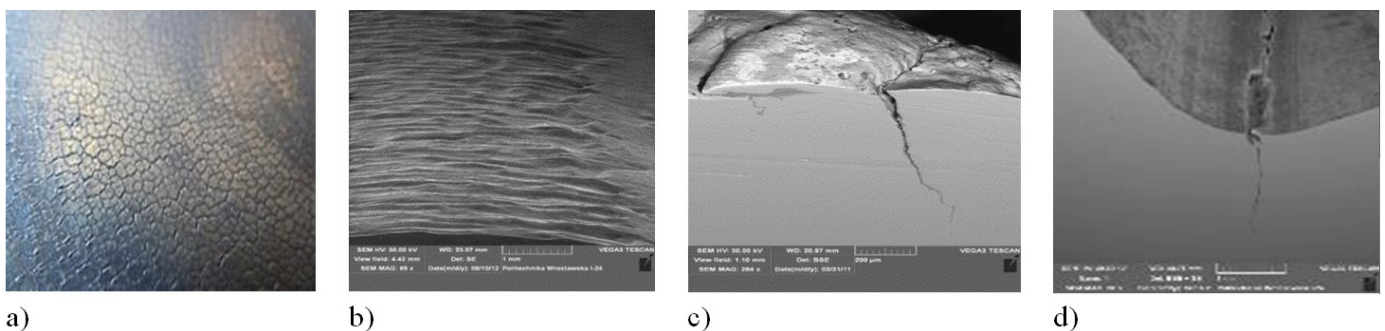 SEM HV: 30.00 kV WD: 23.07 mm VEGA3 TESCAN
View field: 4.42 mm Det: SE 1 mm
SEM MAG: 65 x Date(m/d/y): 08/10/12 Politechnika Wroclawska I-24
SEM HV: 30.00 kV WD: 20.87 mm VEGA3 TESCAN
View field: 1.10 mm Det: BSE 200 µm
SEM MAG: 264 x Date(m/d/y): 03/31/11
a)
b)
c)
d)